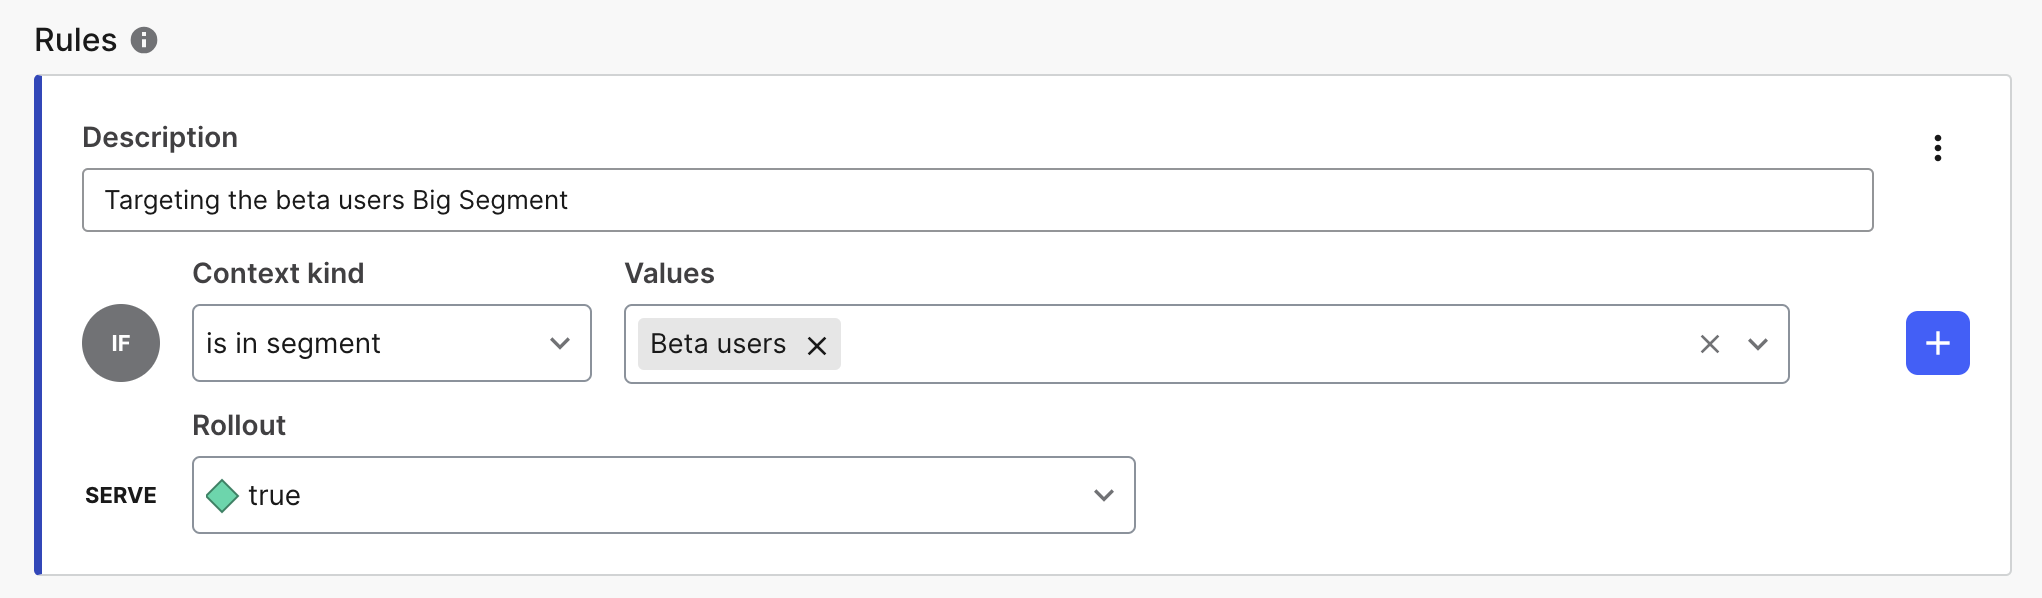 Rules
Description
Targeting the beta users Big Segment
Context kind
Values
IF
is in segment
Beta users
Rollout
SERVE
true